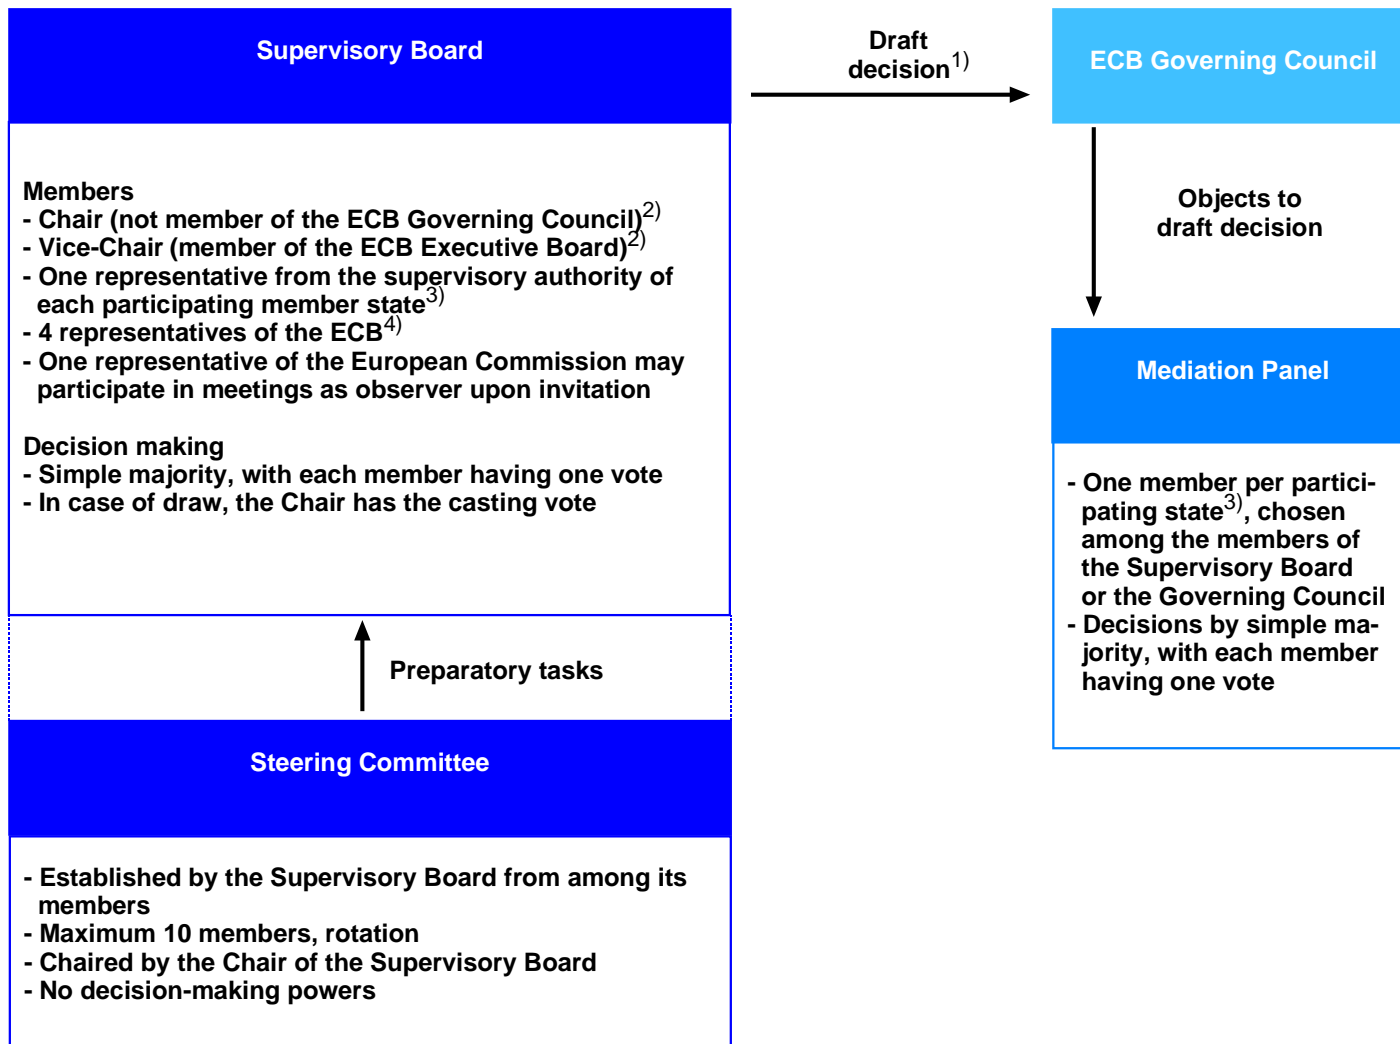 Supervisory Board
Members
- Chair (not member of the ECB Governing Council)2)
- Vice-Chair (member of the ECB Executive Board)2)
- One representative from the supervisory authority of
each participating member state3)
- 4 representatives of the ECB4)
- One representative of the European Commission may
participate in meetings as observer upon invitation
Decision making
- Simple majority, with each member having one vote
- In case of draw, the Chair has the casting vote
Preparatory tasks
Steering Committee
- Established by the Supervisory Board from among its
members
- Maximum 10 members, rotation
- Chaired by the Chair of the Supervisory Board
- No decision-making powers
Draft
decision1)
ECB Governing Council
Objects to
draft decision
Mediation Panel
- One member per partici-
pating state3), chosen
among the members of
the Supervisory Board
or the Governing Council
- Decisions by simple ma-
jority, with each member
having one vote